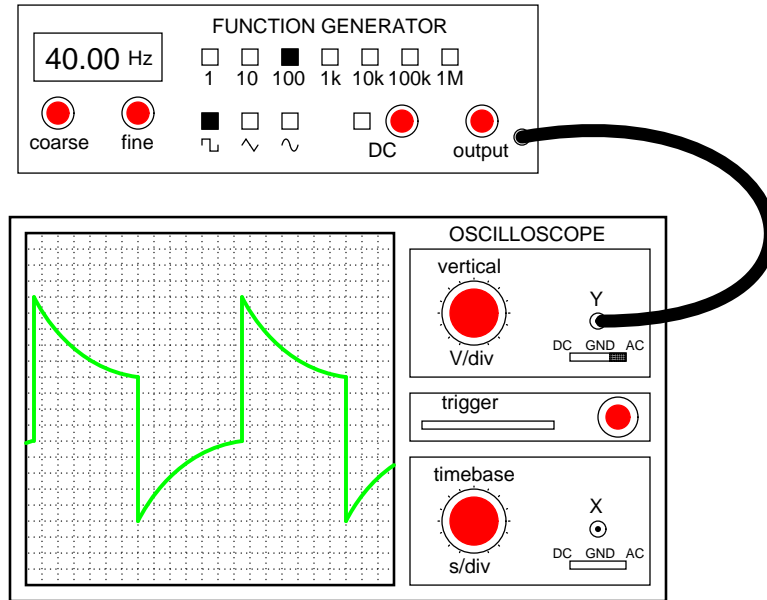 FUNCTION GENERATOR
40.00 Hz
1 10 100 1k 10k 100k 1M
coarse fine DC output
OSCILLOSCOPE
vertical
Y
DC GND AC
V/div
trigger
timebase
X
DC GND AC
s/div